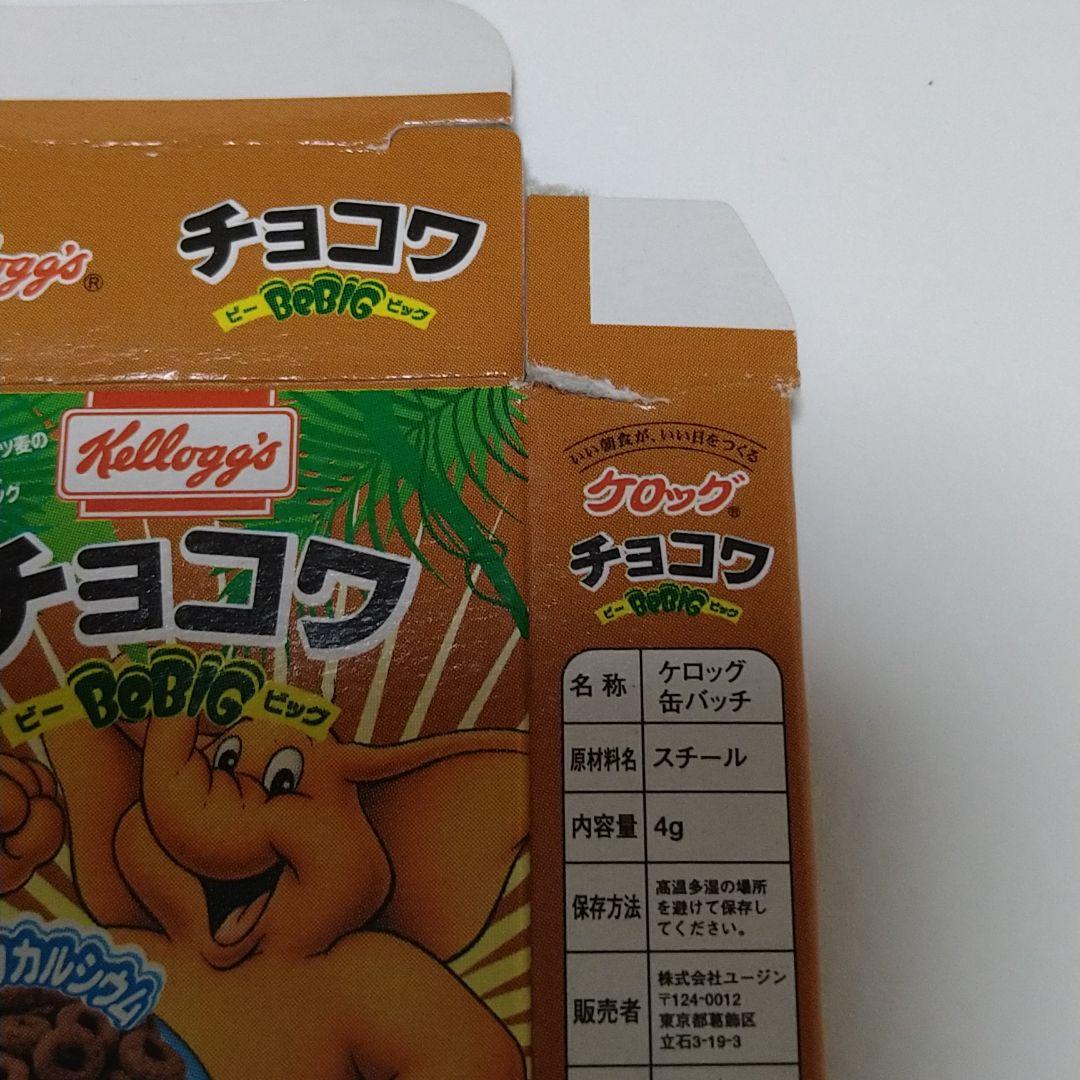 チョコワ
ビー BeBIG ビッグ
Kellogg's
チョコワ
ビー BeBIG ビッグ
カルシウム
いい朝食が、いい日をつくる
ケロッグ®
チョコワ
ビー BeBIG ビッグ
名称 ケロッグ
缶バッチ
原材料名 スチール
内容量 4g
保存方法 高温多湿の場所
を避けて保存し
てください。
販売者 株式会社ユージン
〒124-0012
東京都葛飾区
立石3-19-3